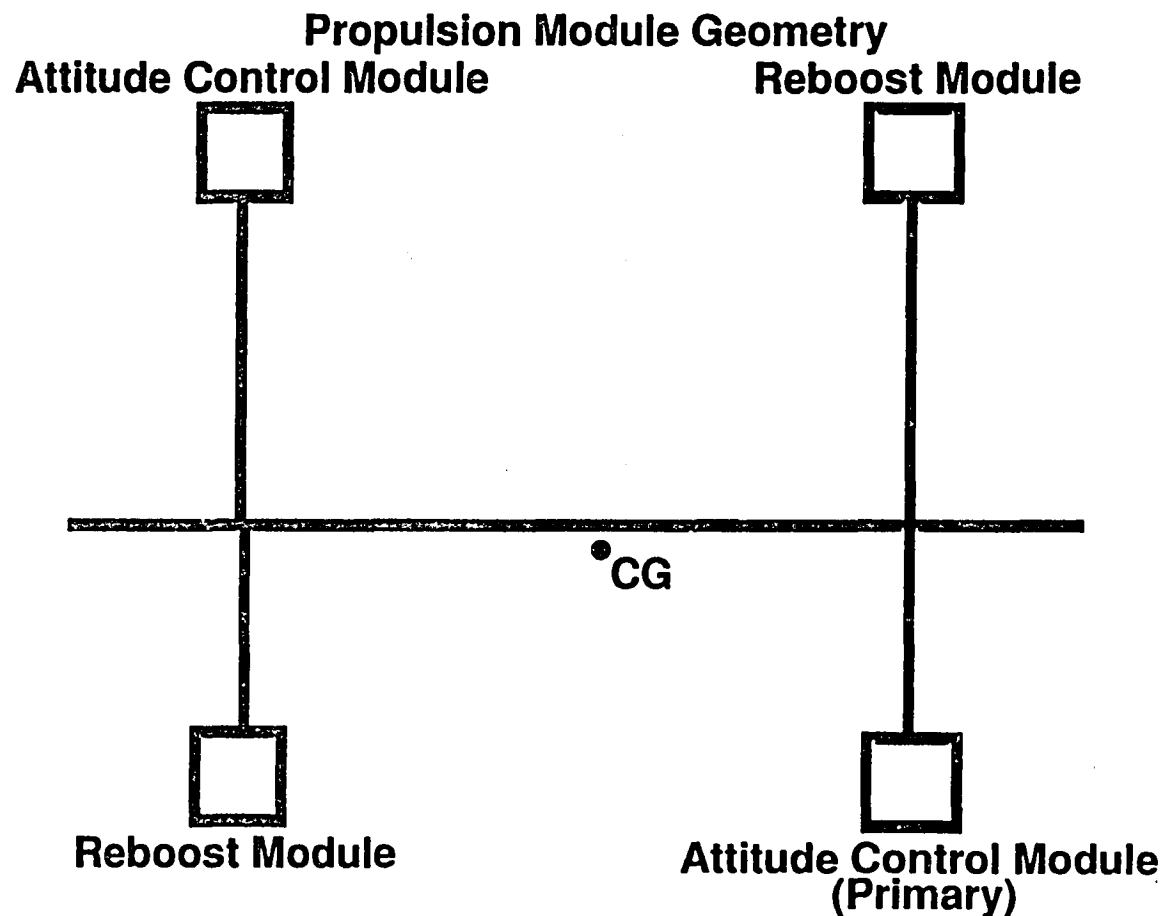 Propulsion Module Geometry
Attitude Control Module
Reboost Module
CG
Reboost Module
Attitude Control Module
(Primary)